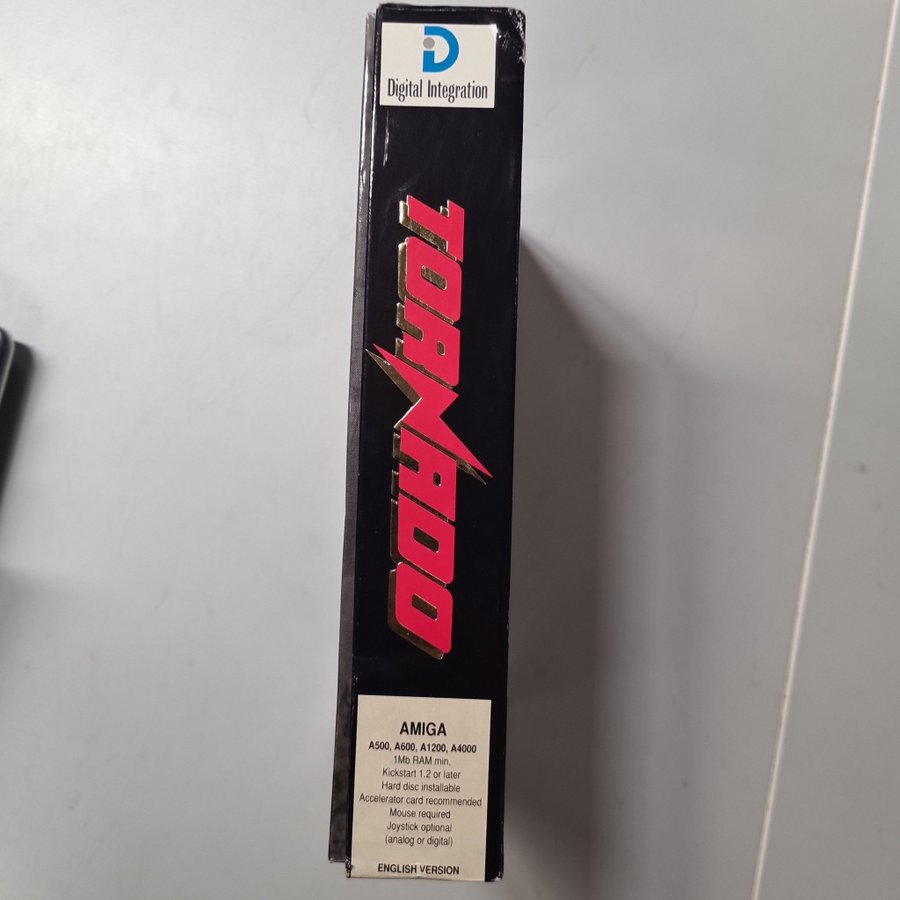 Digital Integration
TORNADO
AMIGA
A500, A600, A1200, A4000
1Mb RAM min.
Kickstart 1.2 or later
Hard disc installable
Accelerator card recommended
Mouse required
Joystick optional
(analog or digital)
ENGLISH VERSION